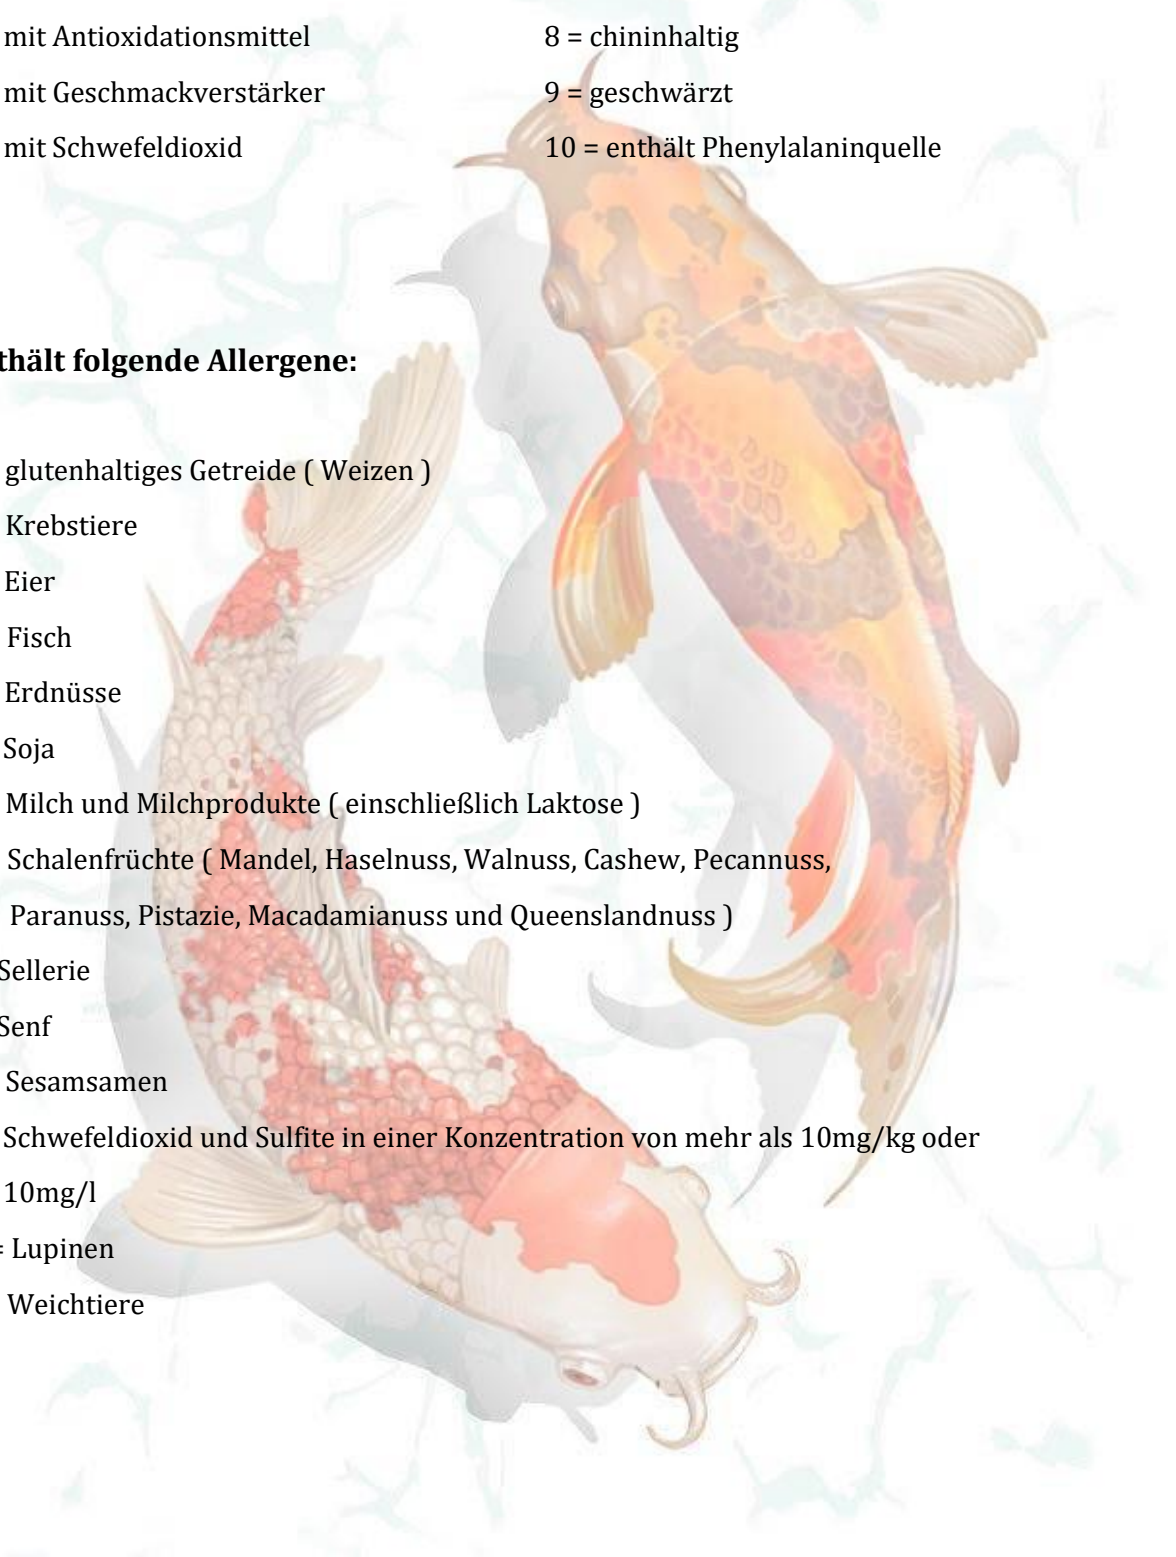 mit Antioxidationsmittel 8 = chininhaltig
mit Geschmackverstärker 9 = geschwärzt
mit Schwefeldioxid 10 = enthält Phenylalaninquelle
thält folgende Allergene:
glutenhaltiges Getreide ( Weizen )
Krebstiere
Eier
Fisch
Erdnüsse
Soja
Milch und Milchprodukte ( einschließlich Laktose )
Schalenfrüchte ( Mandel, Haselnuss, Walnuss, Cashew, Pecannuss,
Paranuss, Pistazie, Macadamianuss und Queenslandnuss )
Sellerie
Senf
Sesamsamen
Schwefeldioxid und Sulfite in einer Konzentration von mehr als 10mg/kg oder
10mg/l
= Lupinen
Weichtiere